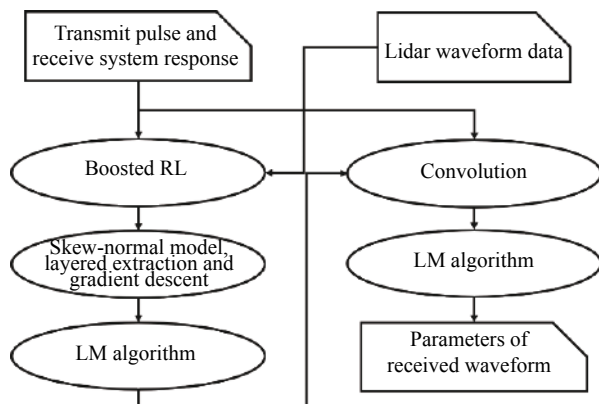 Transmit pulse and
receive system response
Lidar waveform data
Boosted RL
Convolution
Skew-normal model,
layered extraction and
gradient descent
LM algorithm
LM algorithm
Parameters of
received waveform